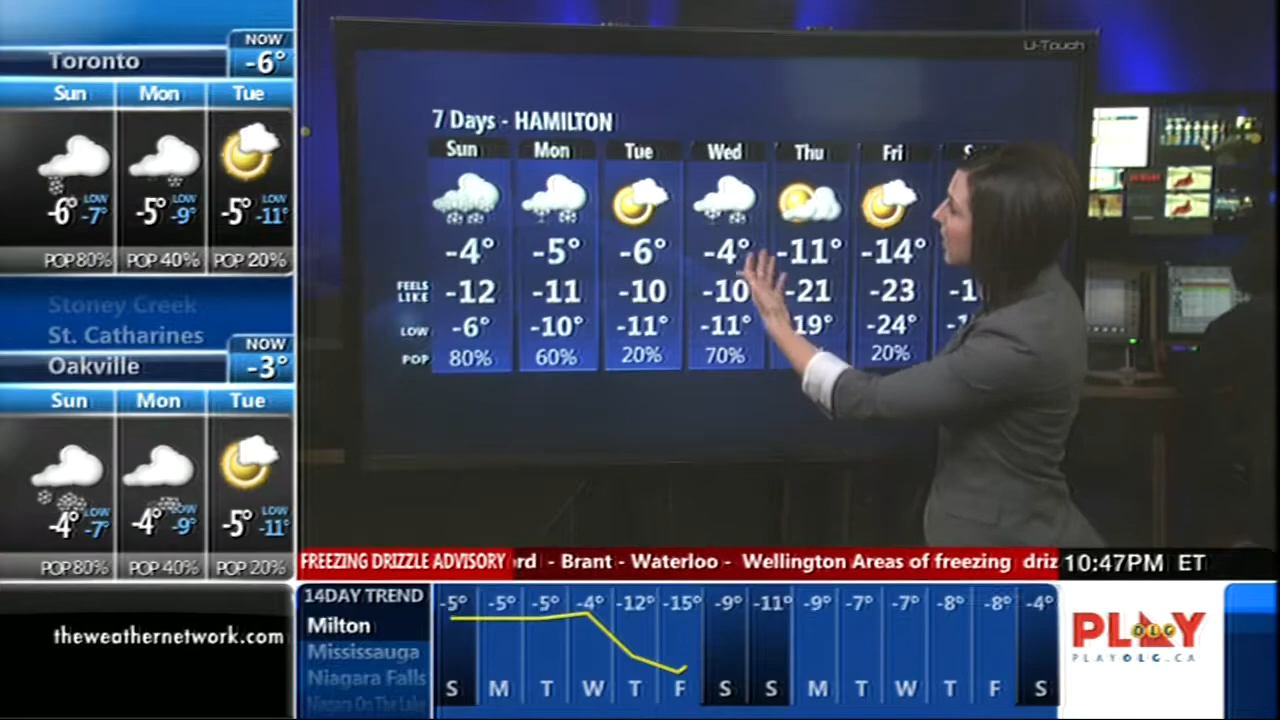 NOW
Toronto -6°
Sun Mon Tue
-6° LOW -7° -5° LOW -9° -5° LOW -11°
POP 80% POP 40% POP 20%
Stoney Creek
St. Catharines
NOW
Oakville -3°
Sun Mon Tue
-4° LOW -7° -4° LOW -9° -5° LOW -11°
POP 80% POP 40% POP 20%
theweathernetwork.com
U-Touch
7 Days - HAMILTON
Sun Mon Tue Wed Thu Fri
-4° -5° -6° -4° -11° -14°
FEELS LIKE -12 -11 -10 -10 -21 -23
LOW -6° -10° -11° -11° 19° -24°
POP 80% 60% 20% 70% 20%
FREEZING DRIZZLE ADVISORY rd - Brant - Waterloo - Wellington Areas of freezing driz
10:47PM ET
14DAY TREND
Milton
Mississauga
Niagara Falls
Niagara On The Lake
-5° -5° -5° -4° -12° -15° -9° -11° -9° -7° -7° -8° -8° -4°
S M T W T F S S M T W T F S
PLAY
OLG
PLAYOLG.CA